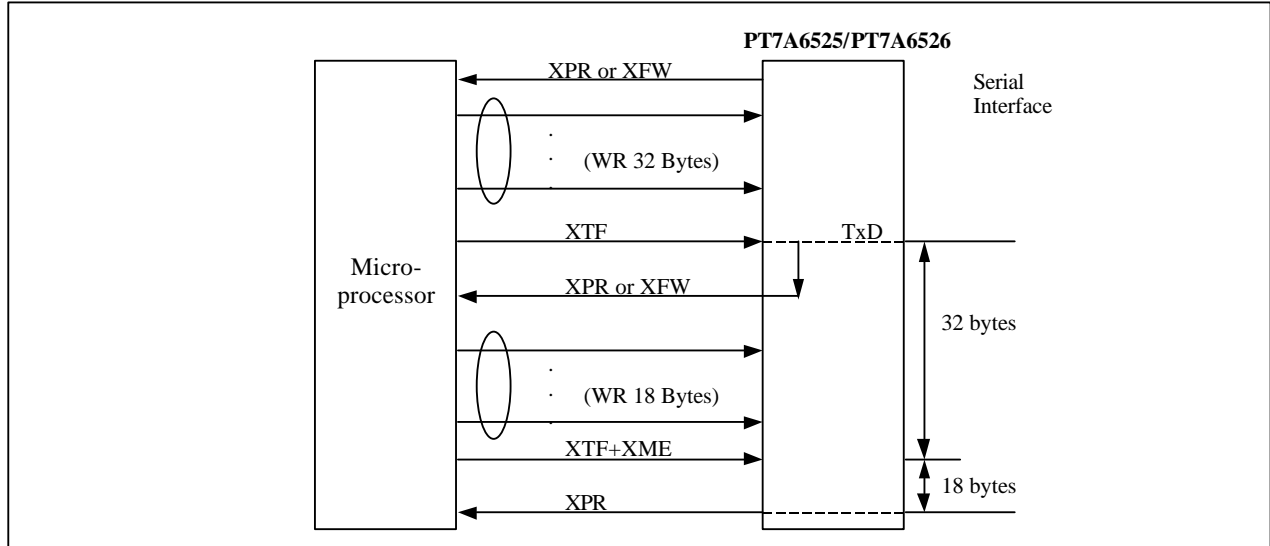 PT7A6525/PT7A6526
XPR or XFW
Serial
Interface
(WR 32 Bytes)
XTF
TxD
Micro-
processor
XPR or XFW
32 bytes
(WR 18 Bytes)
XTF+XME
18 bytes
XPR